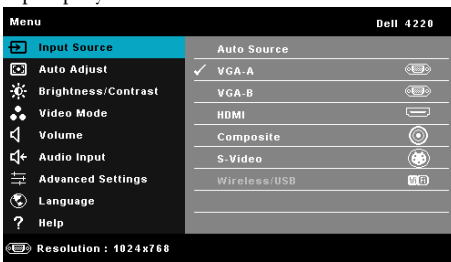 Menu Dell 4220
Input Source
Auto Adjust
Brightness/Contrast
Video Mode
Volume
Audio Input
Advanced Settings
Language
Help
Auto Source
VGA-A
VGA-B
HDMI
Composite
S-Video
Wireless/USB
Resolution : 1024x768